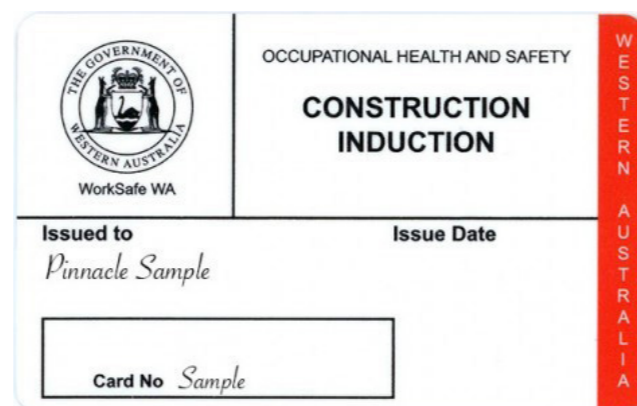 THE GOVERNMENT OF
WESTERN AUSTRALIA
WorkSafe WA
OCCUPATIONAL HEALTH AND SAFETY
CONSTRUCTION
INDUCTION
Issued to
Pinnacle Sample
Issue Date
Card No Sample
WESTERN AUSTRALIA